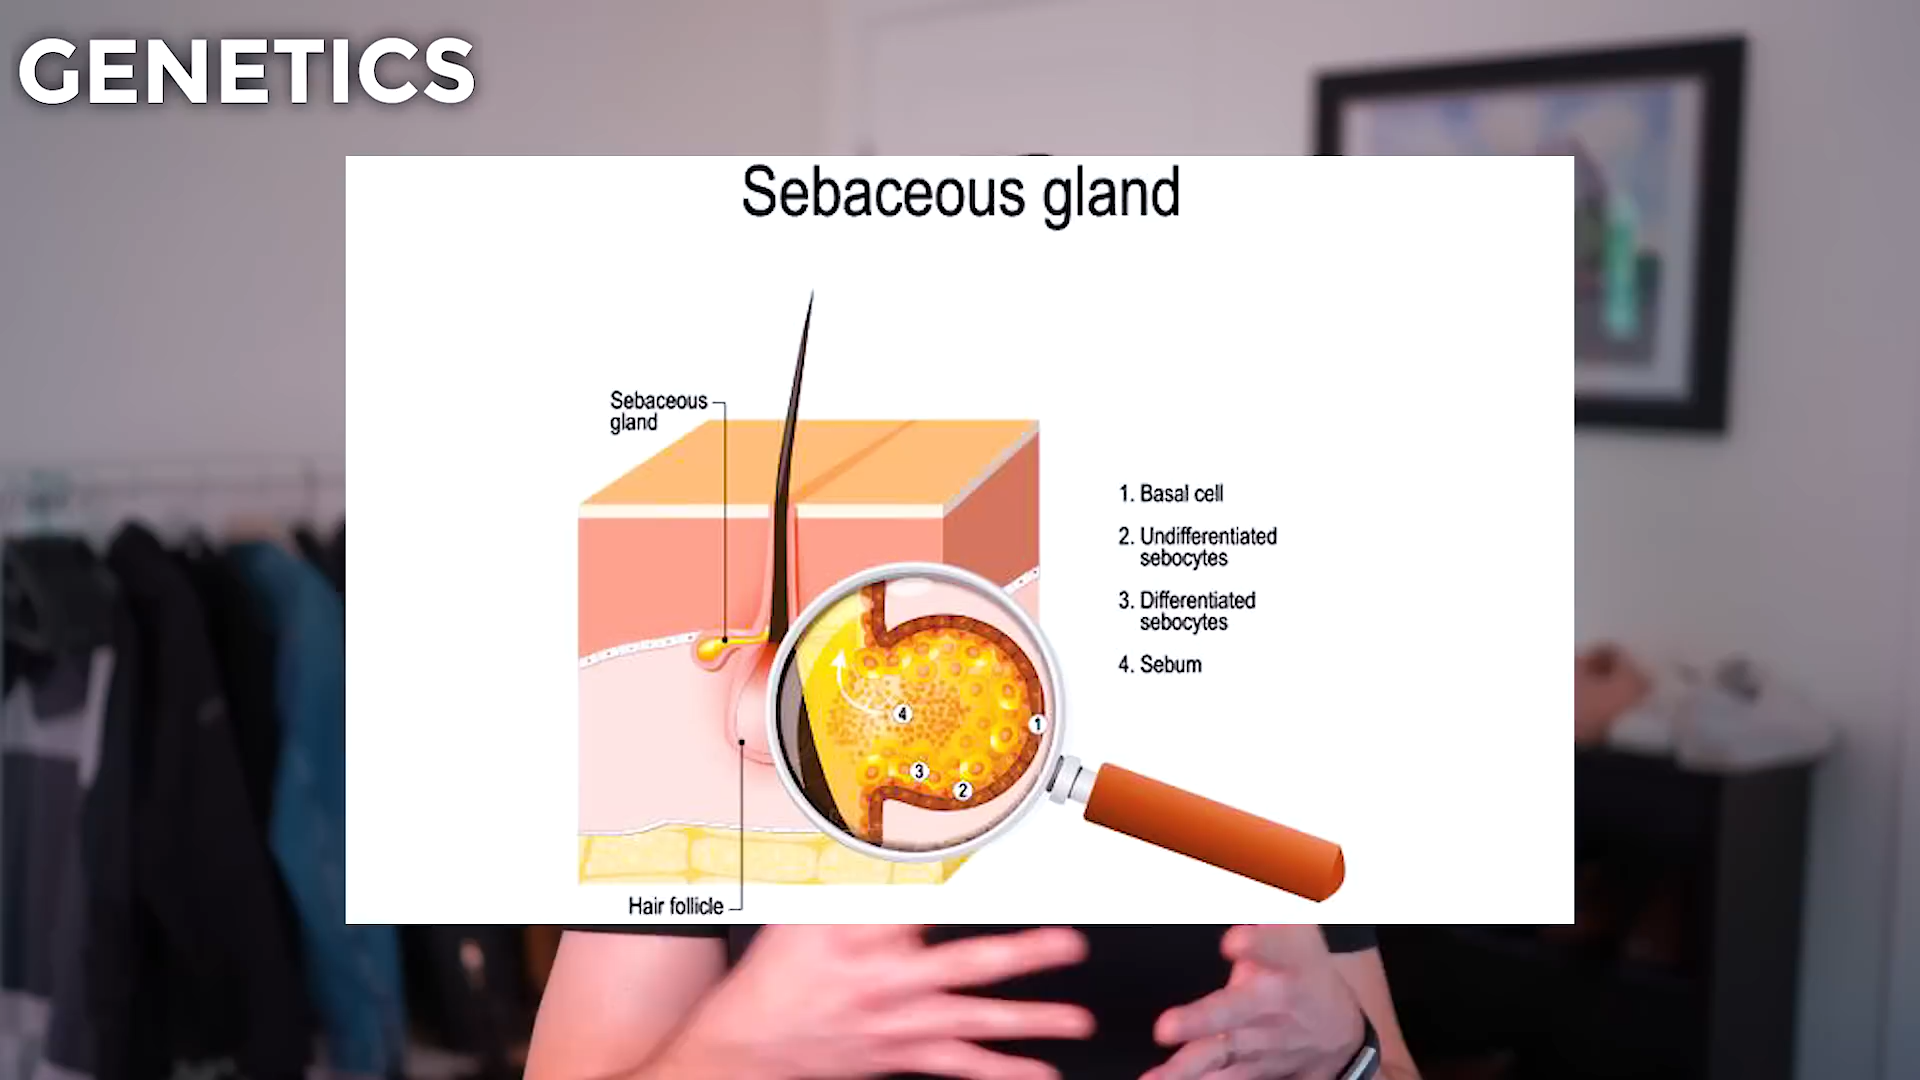 GENETICS
Sebaceous gland
Sebaceous
gland
1. Basal cell
2. Undifferentiated
sebocytes
3. Differentiated
sebocytes
4. Sebum
4
1
3
2
Hair follicle